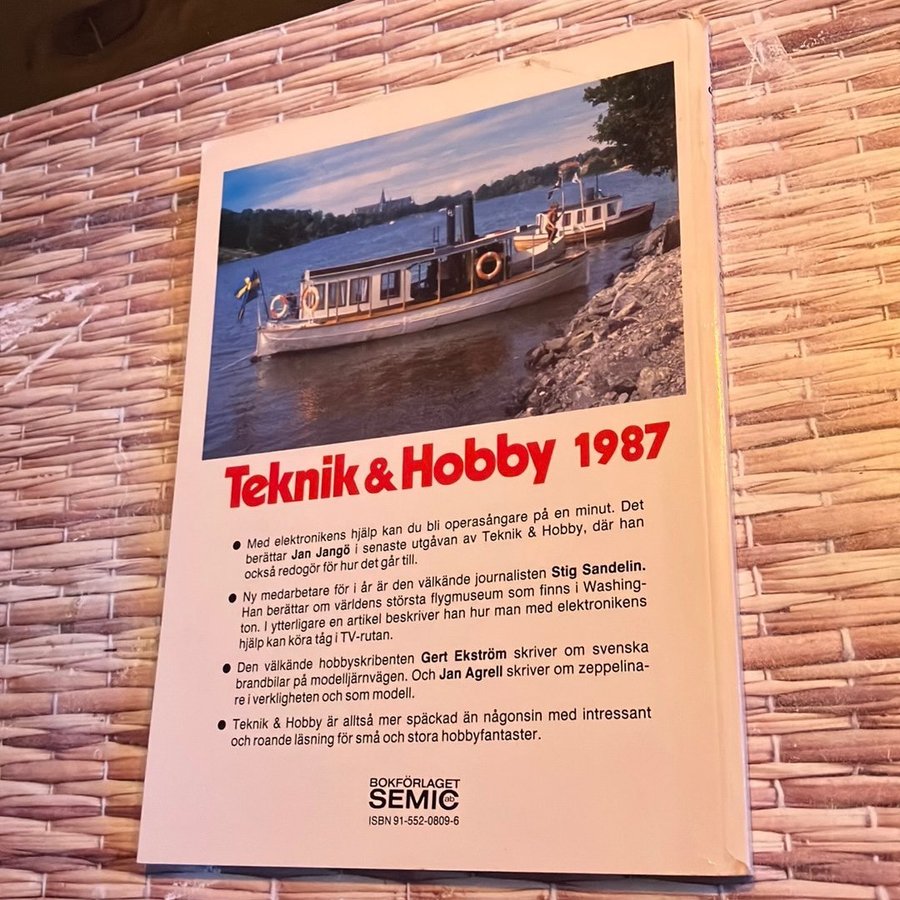 Teknik & Hobby 1987
● Med elektronikens hjälp kan du bli operasångare på en minut. Det
berättar Jan Jangö i senaste utgåvan av Teknik & Hobby, där han
också redogör för hur det går till.
● Ny medarbetare för i år är den välkände journalisten Stig Sandelin.
Han berättar om världens största flygmuseum som finns i Washing-
ton. I ytterligare en artikel beskriver han hur man med elektronikens
hjälp kan köra tåg i TV-rutan.
● Den välkände hobbyskribenten Gert Ekström skriver om svenska
brandbilar på modelljärnvägen. Och Jan Agrell skriver om zeppelina-
re i verkligheten och som modell.
● Teknik & Hobby är alltså mer späckad än någonsin med intressant
och roande läsning för små och stora hobbyfantaster.
BOKFÖRLAGET
SEMIC ab
ISBN 91-552-0809-6